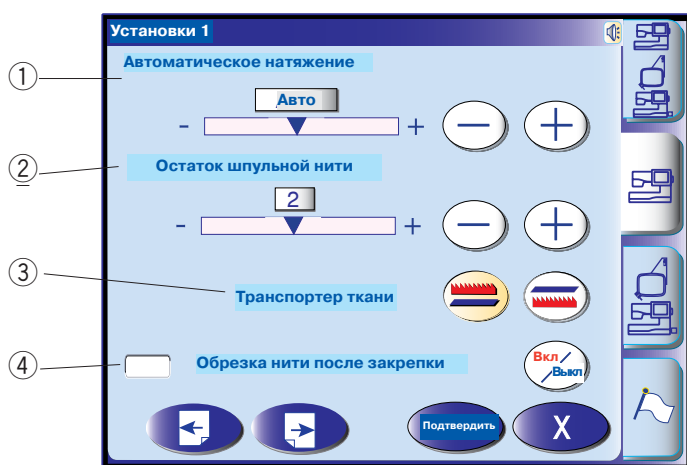 Установки 1
① Автоматическое натяжение
Авто
- +
② Остаток шпульной нити
2
- +
③ Транспортер ткани
④ Обрезка нити после закрепки
Вкл/
/Выкл
Подтвердить X